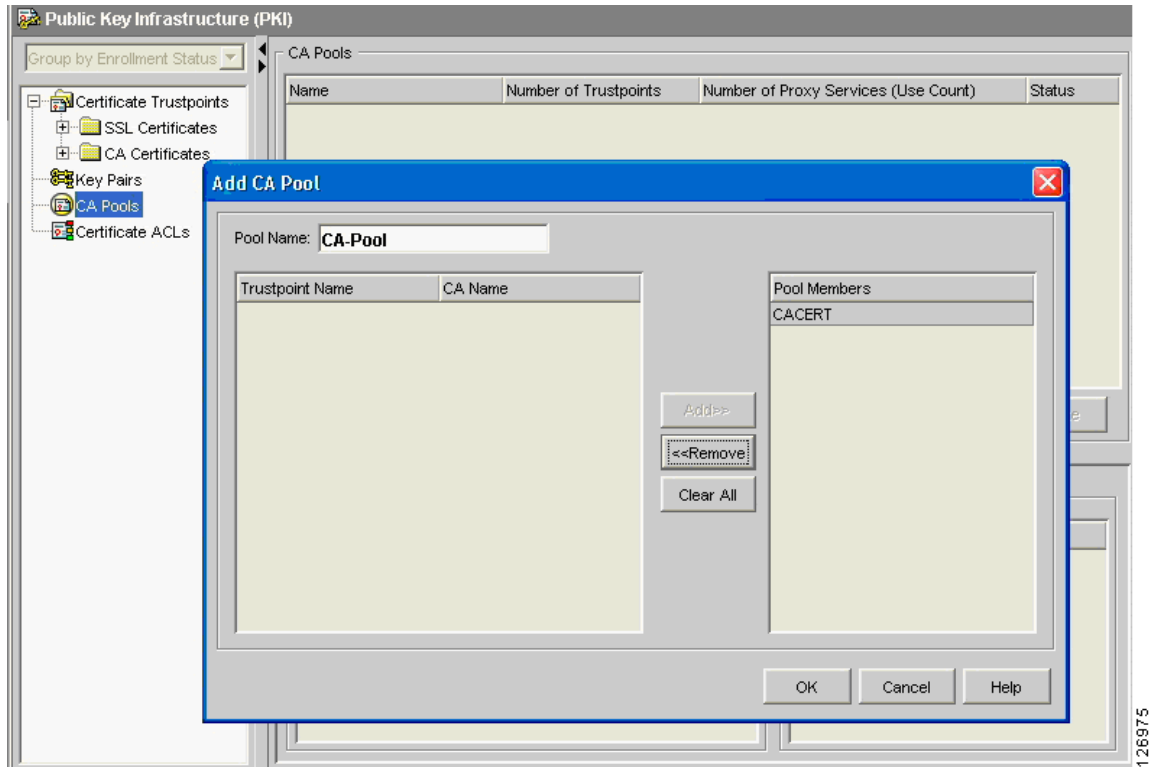 Public Key Infrastructure (PKI)
Group by Enrollment Status
Certificate Trustpoints
SSL Certificates
CA Certificates
Key Pairs
CA Pools
Certificate ACLs
CA Pools
Name Number of Trustpoints Number of Proxy Services (Use Count) Status
Add CA Pool
Pool Name: CA-Pool
Trustpoint Name CA Name
Pool Members
CACERT
Add>>
<<Remove
Clear All
OK Cancel Help
126975